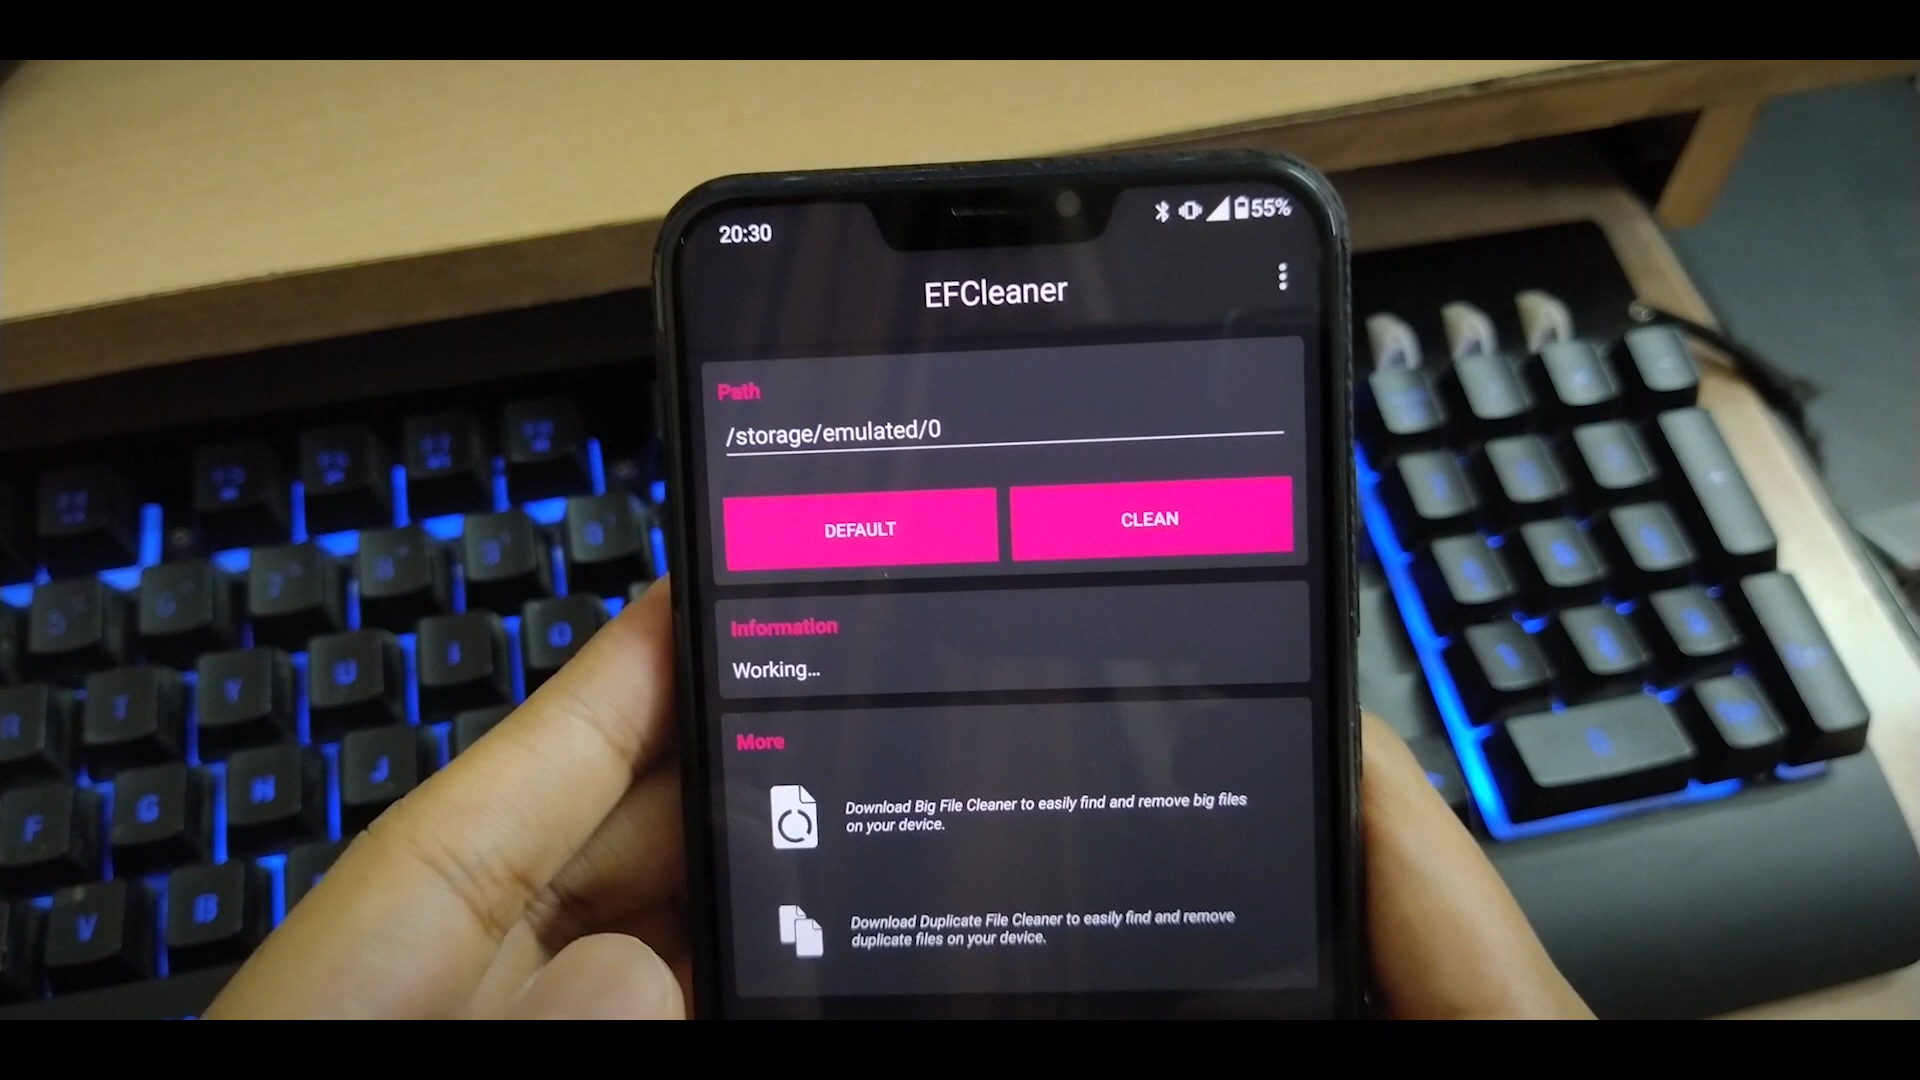 20:30
55%
EFCleaner
Path
/storage/emulated/0
DEFAULT
CLEAN
Information
Working...
More
Download Big File Cleaner to easily find and remove big files
on your device.
Download Duplicate File Cleaner to easily find and remove
duplicate files on your device.
T
Y
U
I
O
F
G
H
J
V
B